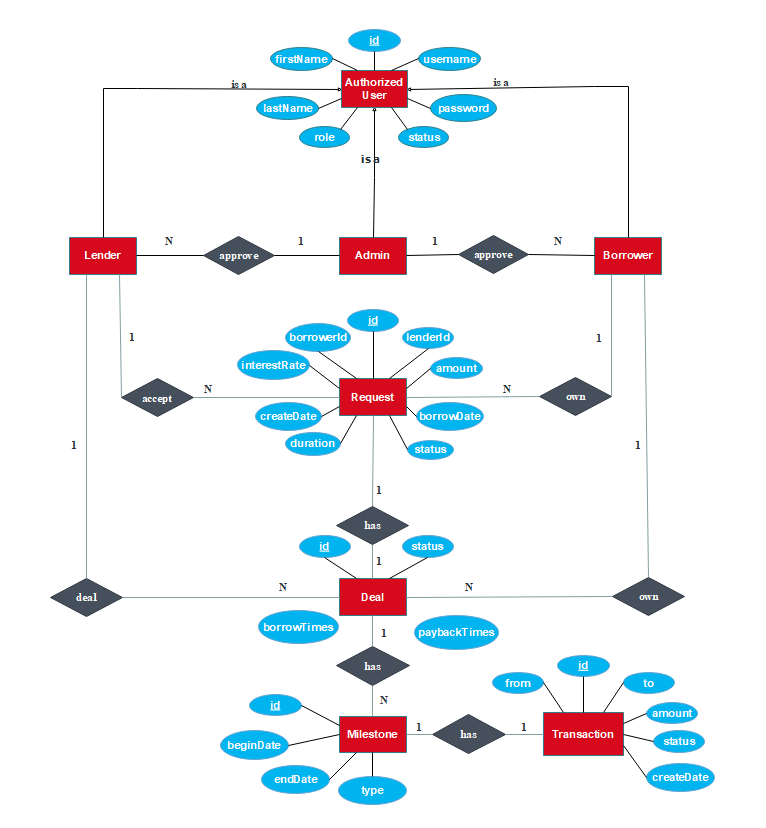 id
firstName
username
Authorized
User
is a
is a
lastName
password
role
status
is a
Lender
N
approve
1
Admin
1
approve
N
Borrower
id
borrowerId
lenderId
1
1
interestRate
amount
accept
N
Request
N
own
createDate
borrowDate
duration
status
1
1
1
has
id
status
1
deal
N
Deal
N
own
borrowTimes
1
paybackTimes
has
id
from
to
N
id
1
has
1
Milestone
Transaction
amount
beginDate
status
endDate
type
createDate